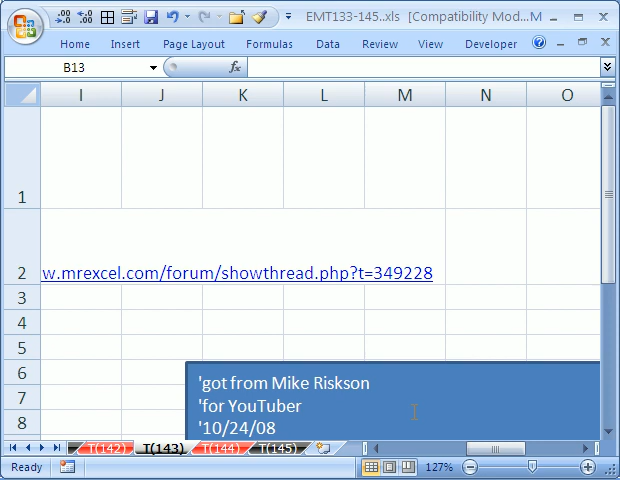 EMT133-145..xls [Compatibility Mod... M
Home Insert Page Layout Formulas Data Review View Developer
B13 fx
I J K L M N O
1
2 w.mrexcel.com/forum/showthread.php?t=349228
3
4
5
6
7
8
'got from Mike Riskson
'for YouTuber
'10/24/08
T(142) T(143) T(144) T(145)
Ready 127%